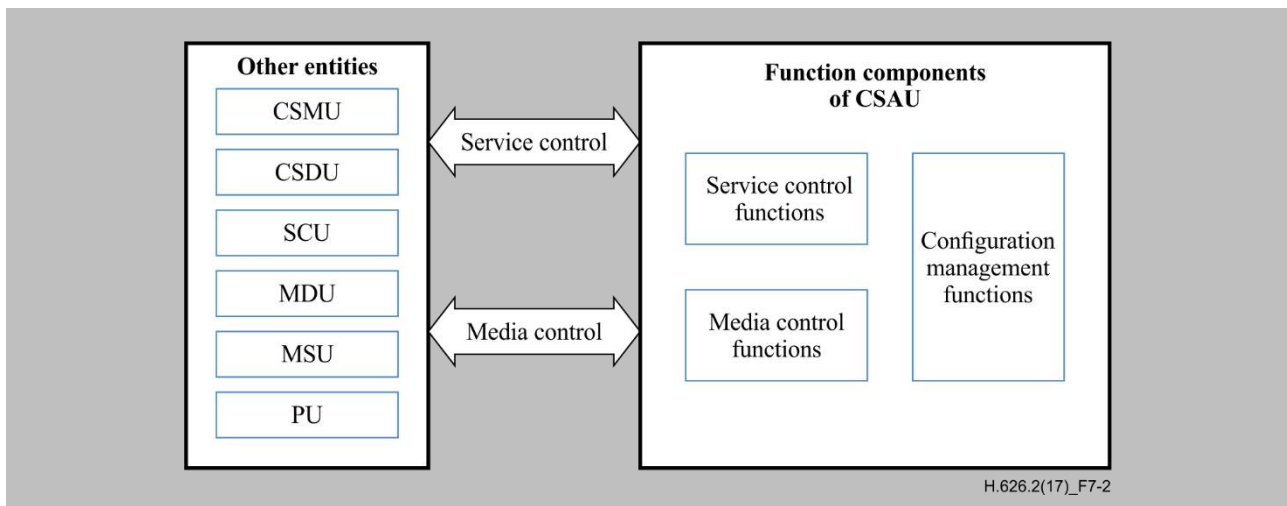 Other entities
CSMU
CSDU
SCU
MDU
MSU
PU
Service control
Media control
Function components
of CSAU
Service control
functions
Media control
functions
Configuration
management
functions
H.626.2(17)_F7-2